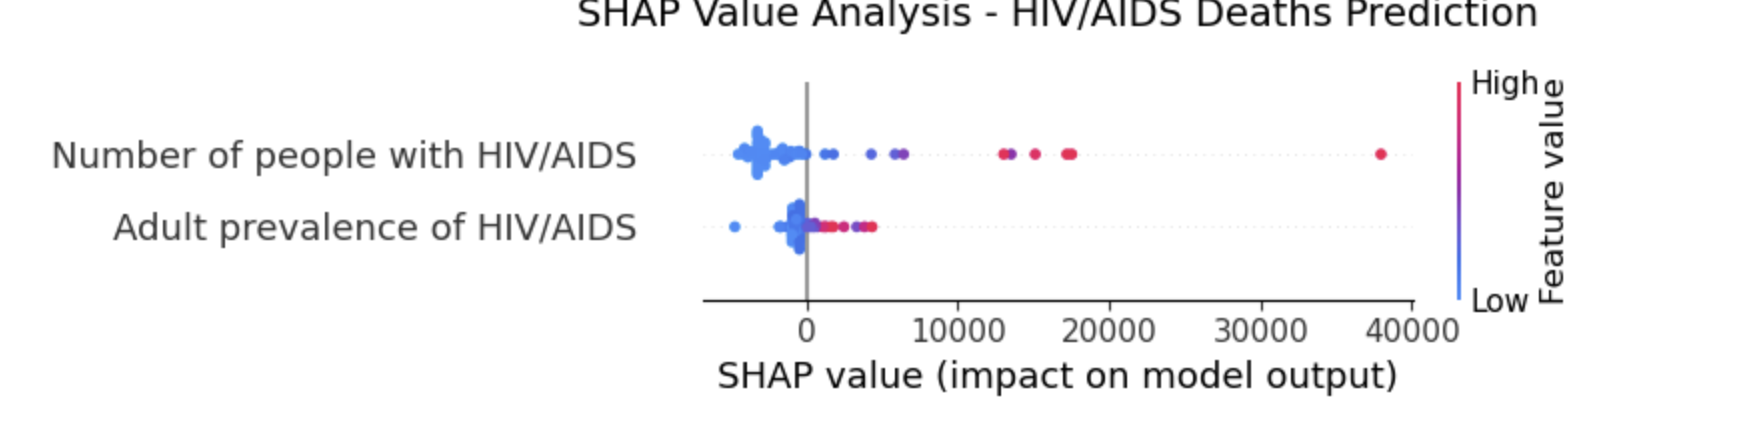 SHAP Value Analysis - HIV/AIDS Deaths Prediction
High
Number of people with HIV/AIDS
Adult prevalence of HIV/AIDS
Feature value
Low
0 10000 20000 30000 40000
SHAP value (impact on model output)